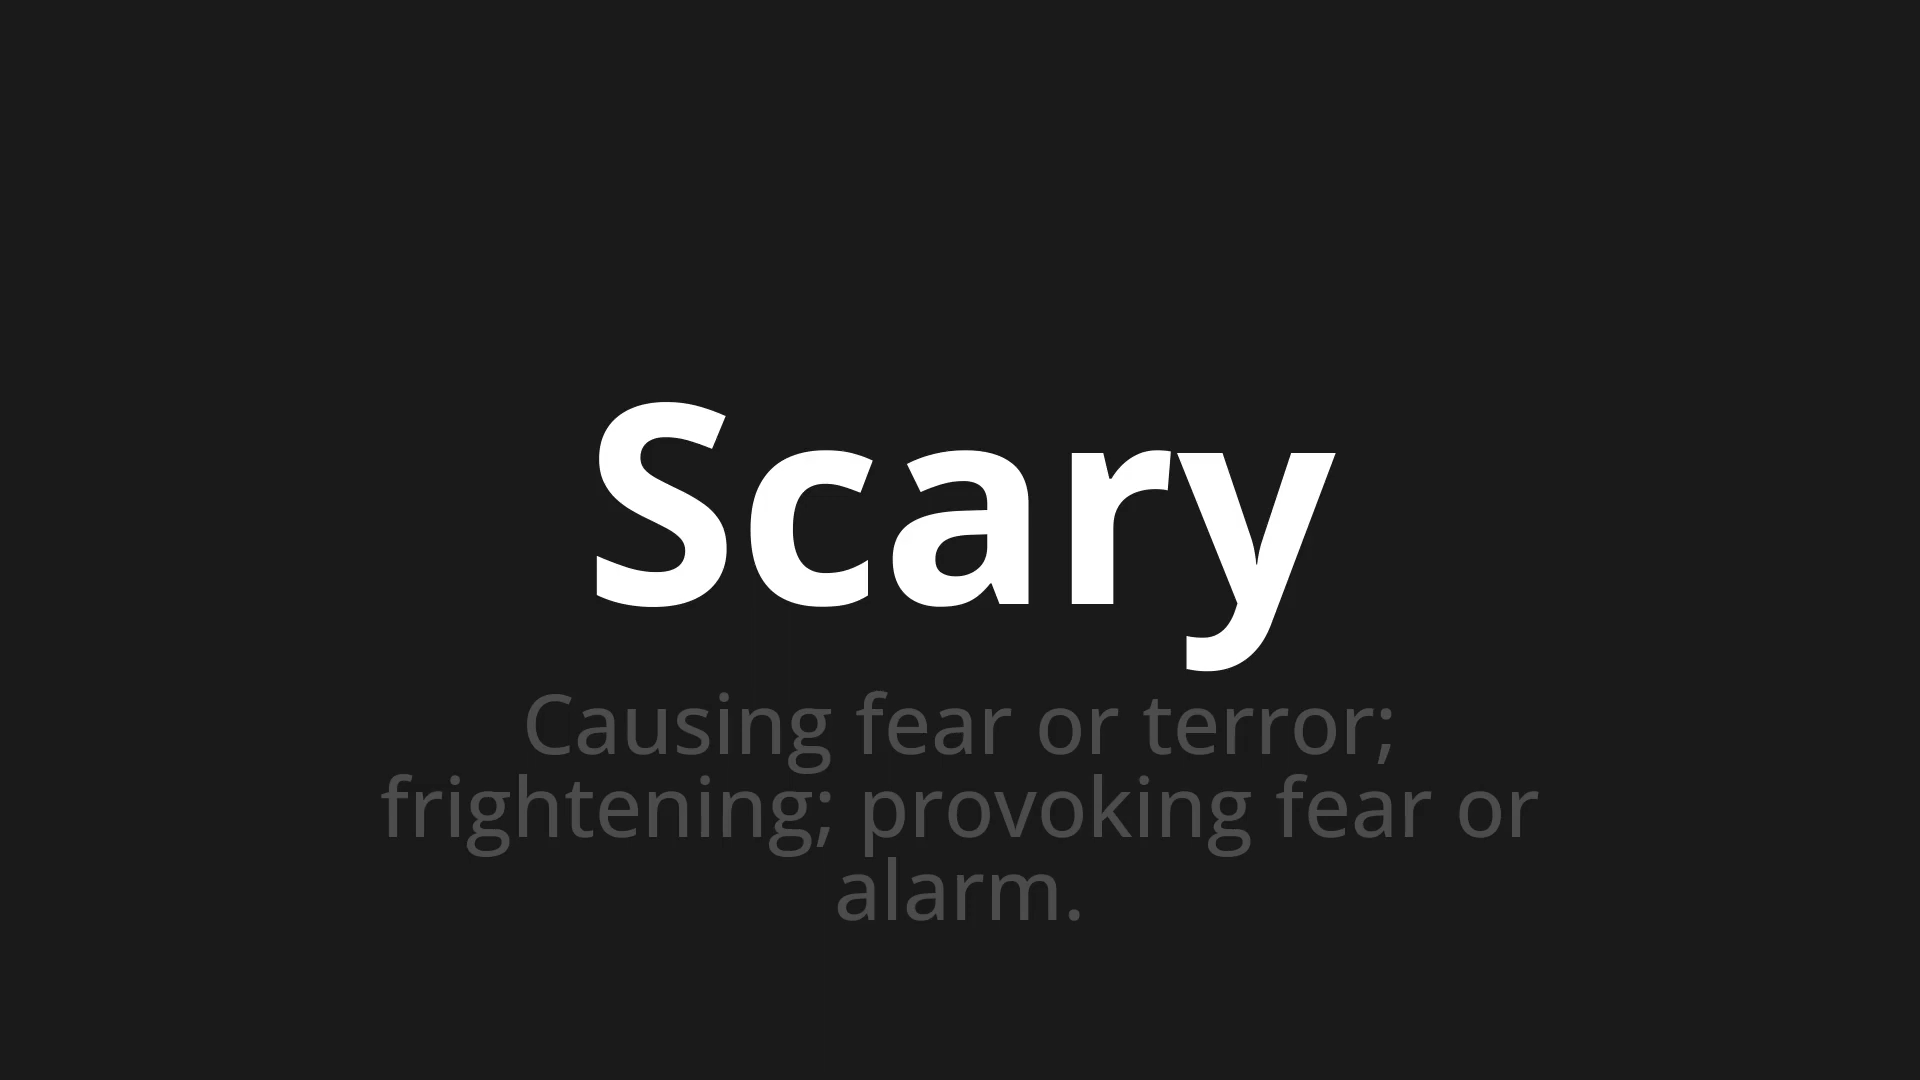 Scary
Causing fear or terror;
frightening; provoking fear or
alarm.